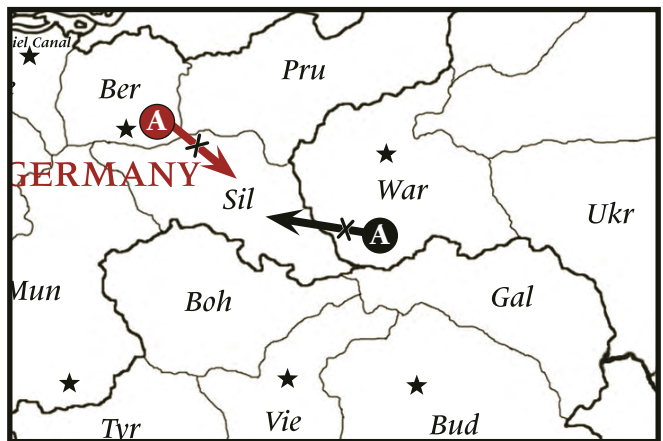 iel Canal
Ber
Pru
A
GERMANY
Sil
War
Ukr
A
Mun
Boh
Gal
Tyr
Vie
Bud